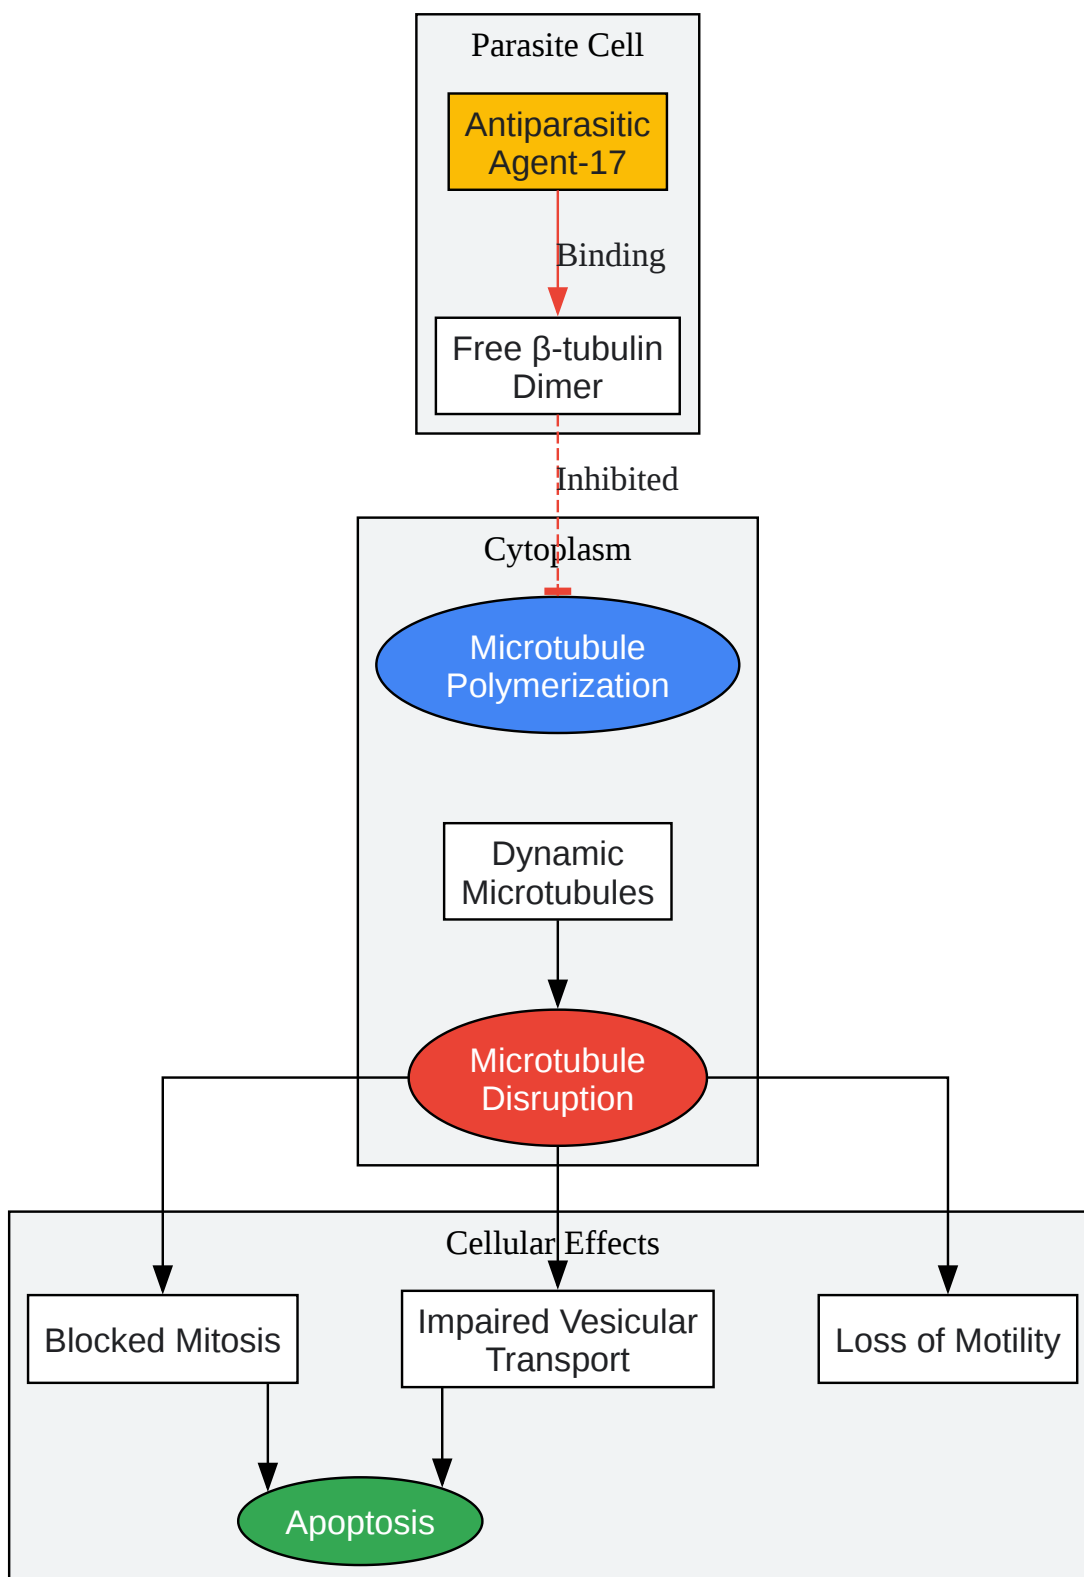 Parasite Cell
Antiparasitic
Agent-17
Binding
Free β-tubulin
Dimer
Inhibited
Cytoplasm
Microtubule
Polymerization
Dynamic
Microtubules
Microtubule
Disruption
Cellular Effects
Blocked Mitosis
Impaired Vesicular
Transport
Loss of Motility
Apoptosis